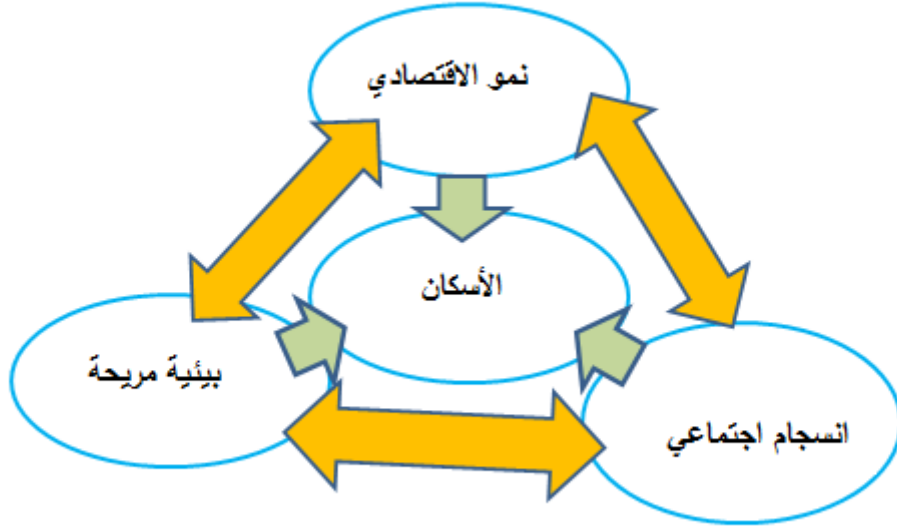 نمو الاقتصادي
الأسكان
بيئية مريحة
انسجام اجتماعي